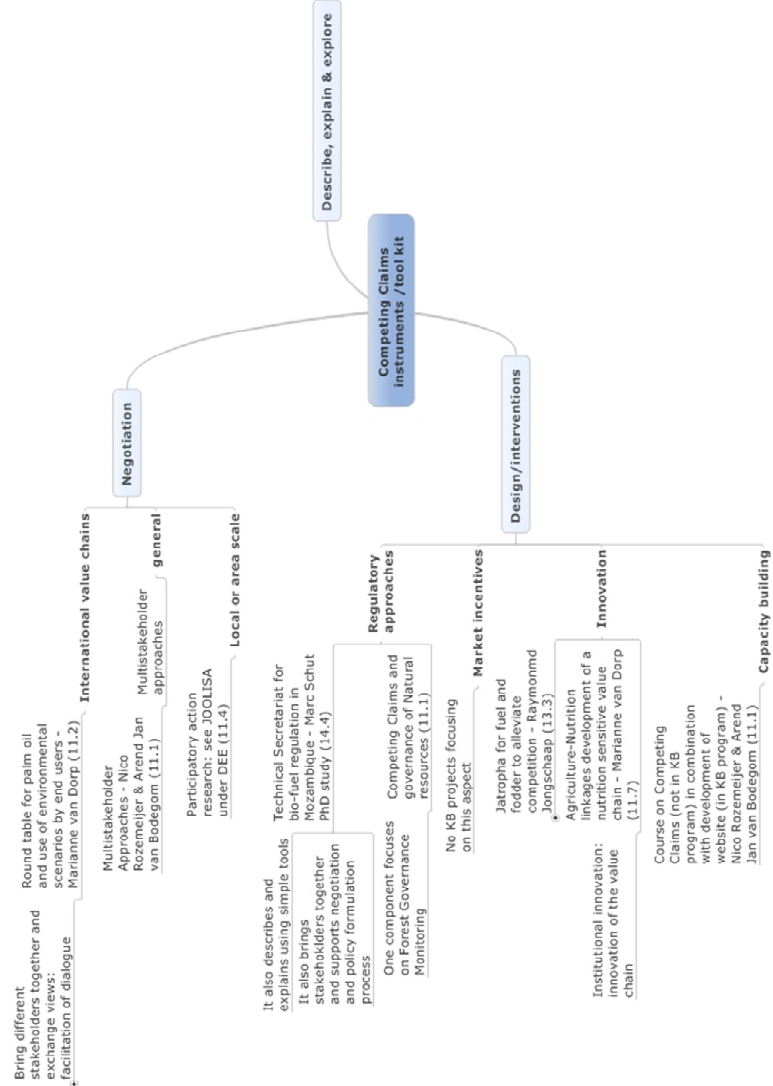 Describe, explain & explore
Competing Claims
instruments /tool kit
Negotiation
International value chains
Round table for palm oil
and use of environmental
scenarios by end users -
Marianne van Dorp (11.2)
Bring different
stakeholders together and
exchange views:
facilitation of dialogue
general
Multistakeholder
approaches
Multistakeholder
Approaches - Nico
Rozemeijer & Arend Jan
van Bodegom (11.1)
Local or area scale
Participatory action
research: see JOOLISA
under DEE (11.4)
Design/interventions
Regulatory
approaches
Technical Secretariat for
bio-fuel regulation in
Mozambique - Marc Schut
PhD study (14.4)
It also describes and
explains using simple tools
It also brings
stakeholders together
and supports negotiation
and policy formulation
process
Competing Claims and
governance of Natural
resources (11.1)
One component focuses
on Forest Governance
Monitoring
Market incentives
No KB projects focusing
on this aspect
Innovation
Jatropha for fuel and
fodder to alleviate
competition - Raymonmd
Jongschaap (13.3)
Agriculture-Nutrition
linkages development of a
nutrition sensitive value
chain - Marianne van Dorp
(11.7)
Institutional innovation:
innovation of the value
chain
Capacity building
Course on Competing
Claims (not in KB
program) in combination
with development of
website (in KB program) -
Nico Rozemeijer & Arend
Jan van Bodegom (11.1)